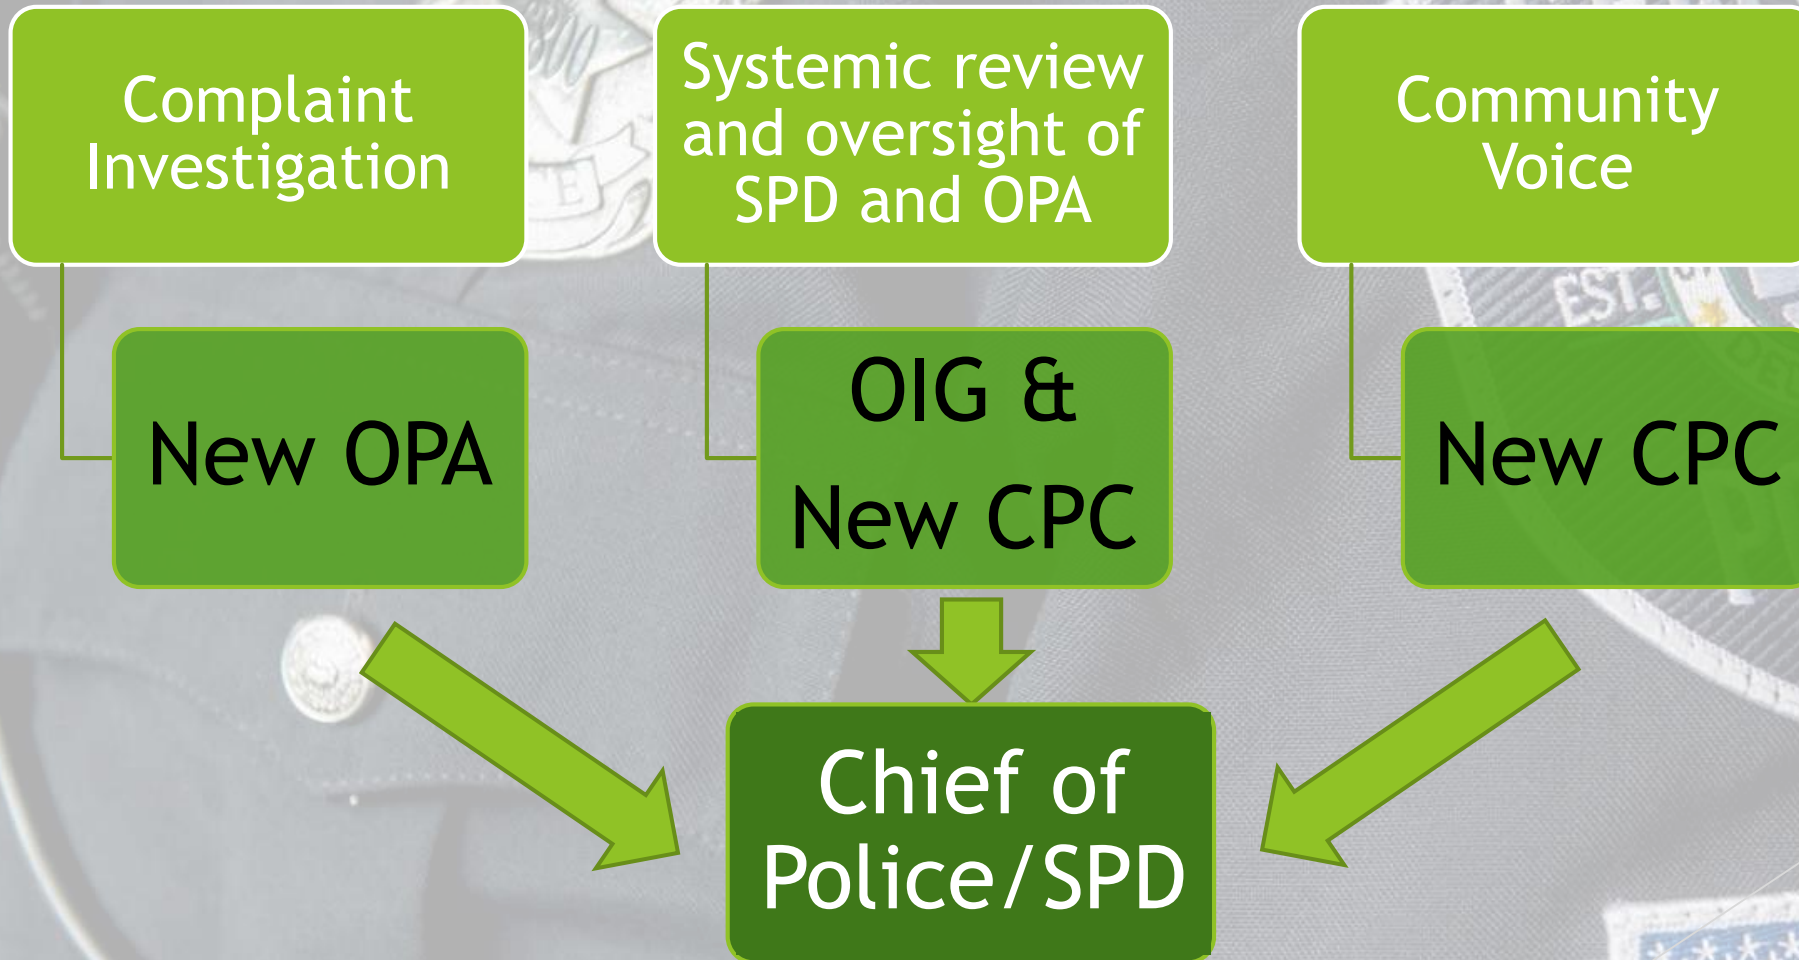 Complaint
Investigation
Systemic review
and oversight of
SPD and OPA
Community
Voice
New OPA
OIG &
New CPC
New CPC
EST.
Chief of
Police/SPD